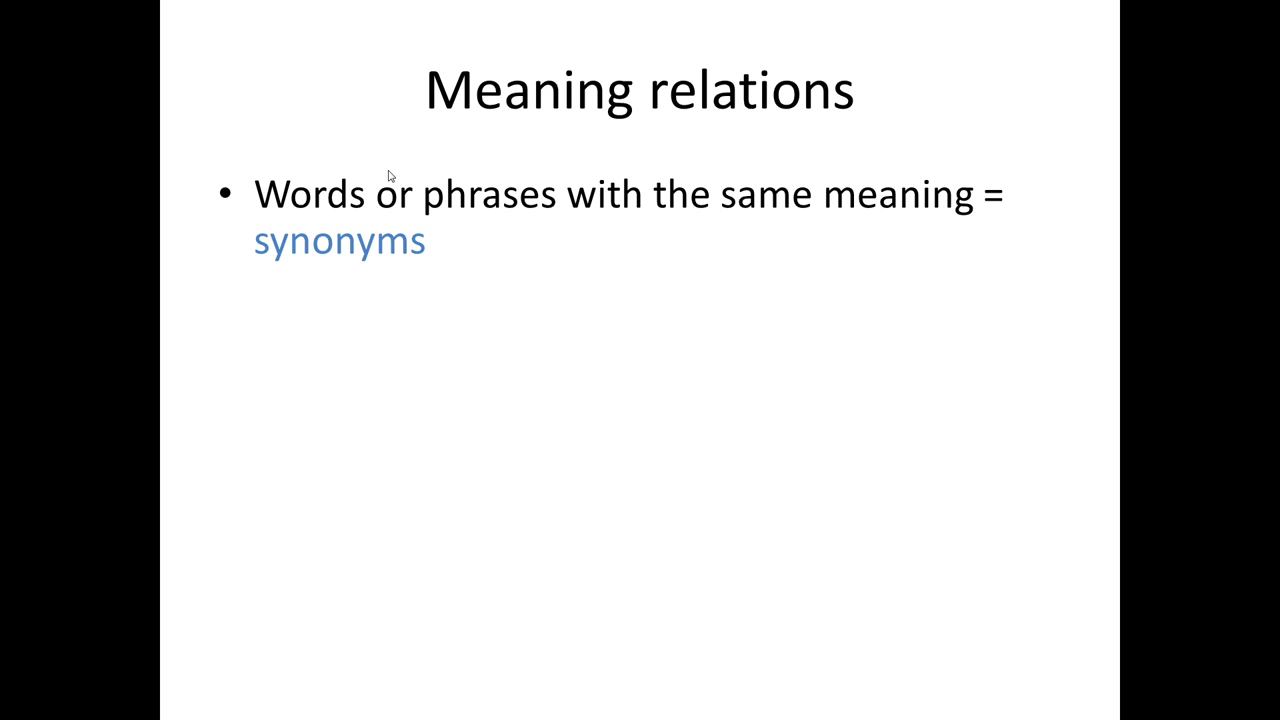 Meaning relations
• Words or phrases with the same meaning =
synonyms